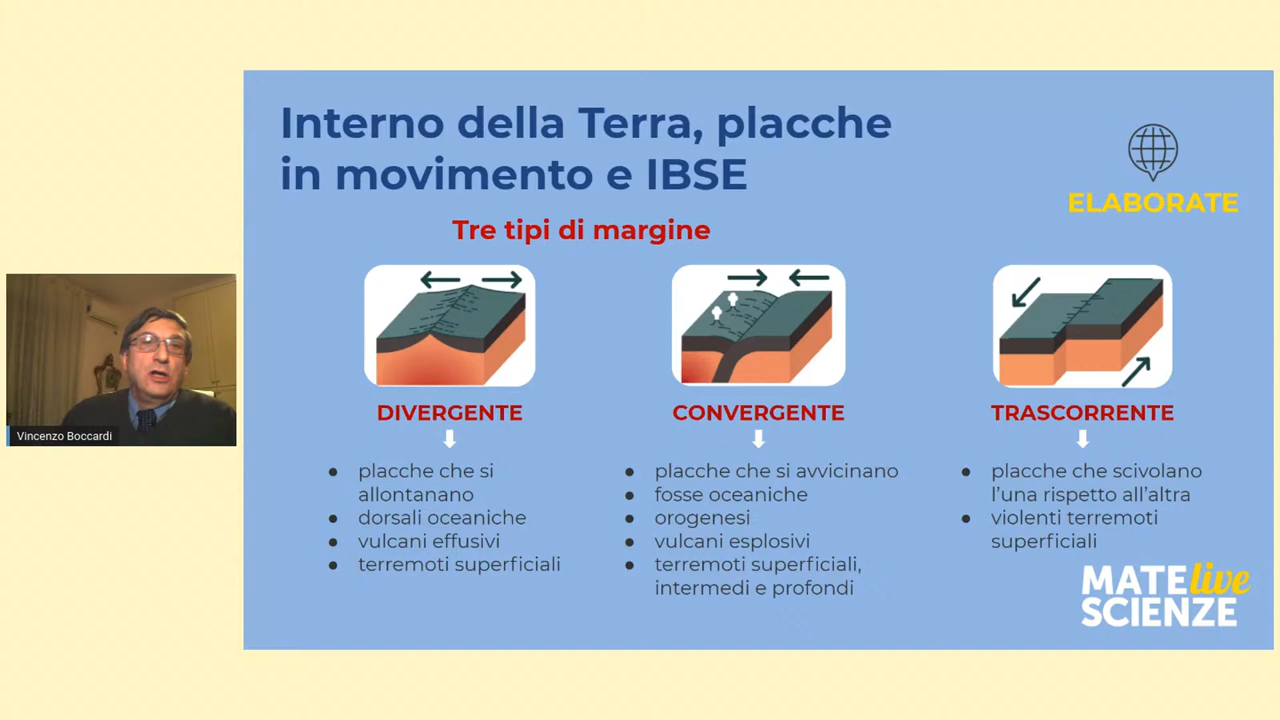 Interno della Terra, placche
in movimento e IBSE
ELABORATE
Tre tipi di margine
DIVERGENTE
placche che si
allontanano
dorsali oceaniche
vulcani effusivi
terremoti superficiali
CONVERGENTE
placche che si avvicinano
fosse oceaniche
orogenesi
vulcani esplosivi
terremoti superficiali,
intermedi e profondi
TRASCORRENTE
placche che scivolano
l'una rispetto all'altra
violenti terremoti
superficiali
MATE live
SCIENZE
Vincenzo Boccardi